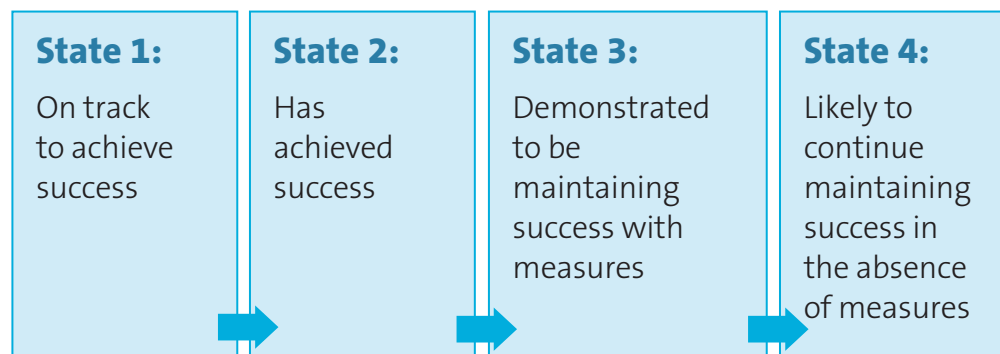 State 1:
On track
to achieve
success
State 2:
Has
achieved
success
State 3:
Demonstrated
to be
maintaining
success with
measures
State 4:
Likely to
continue
maintaining
success in
the absence
of measures